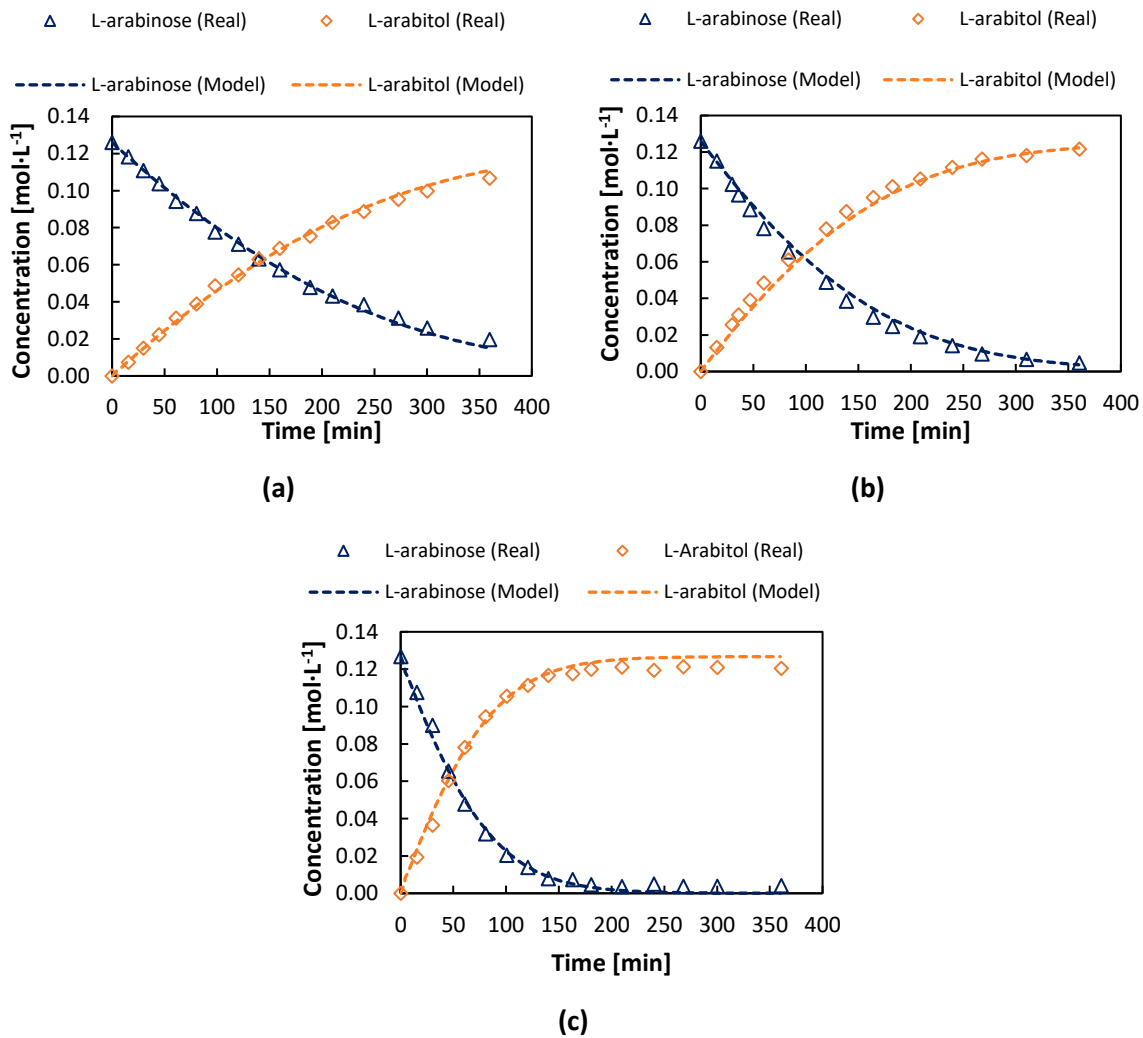 L-arabinose (Real) L-arabitol (Real)
L-arabinose (Model) L-arabitol (Model)
Concentration [mol·L⁻¹]
0.14
0.12
0.10
0.08
0.06
0.04
0.02
0.00
0 50 100 150 200 250 300 350 400
Time [min]
(a)
L-arabinose (Real) L-arabitol (Real)
L-arabinose (Model) L-arabitol (Model)
Concentration [mol·L⁻¹]
0.14
0.12
0.10
0.08
0.06
0.04
0.02
0.00
0 50 100 150 200 250 300 350 400
Time [min]
(b)
L-arabinose (Real) L-Arabitol (Real)
L-arabinose (Model) L-arabitol (Model)
Concentration [mol·L⁻¹]
0.14
0.12
0.10
0.08
0.06
0.04
0.02
0.00
0 50 100 150 200 250 300 350 400
Time [min]
(c)